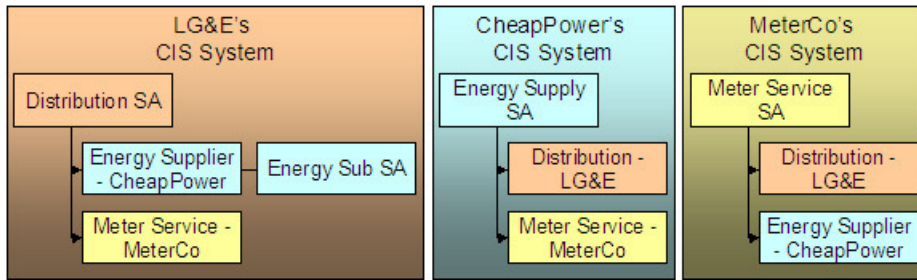 LG&E's
CIS System
Distribution SA
Energy Supplier
- CheapPower
Energy Sub SA
Meter Service -
MeterCo
CheapPower's
CIS System
Energy Supply
SA
Distribution -
LG&E
Meter Service -
MeterCo
MeterCo's
CIS System
Meter Service
SA
Distribution -
LG&E
Energy Supplier
- CheapPower